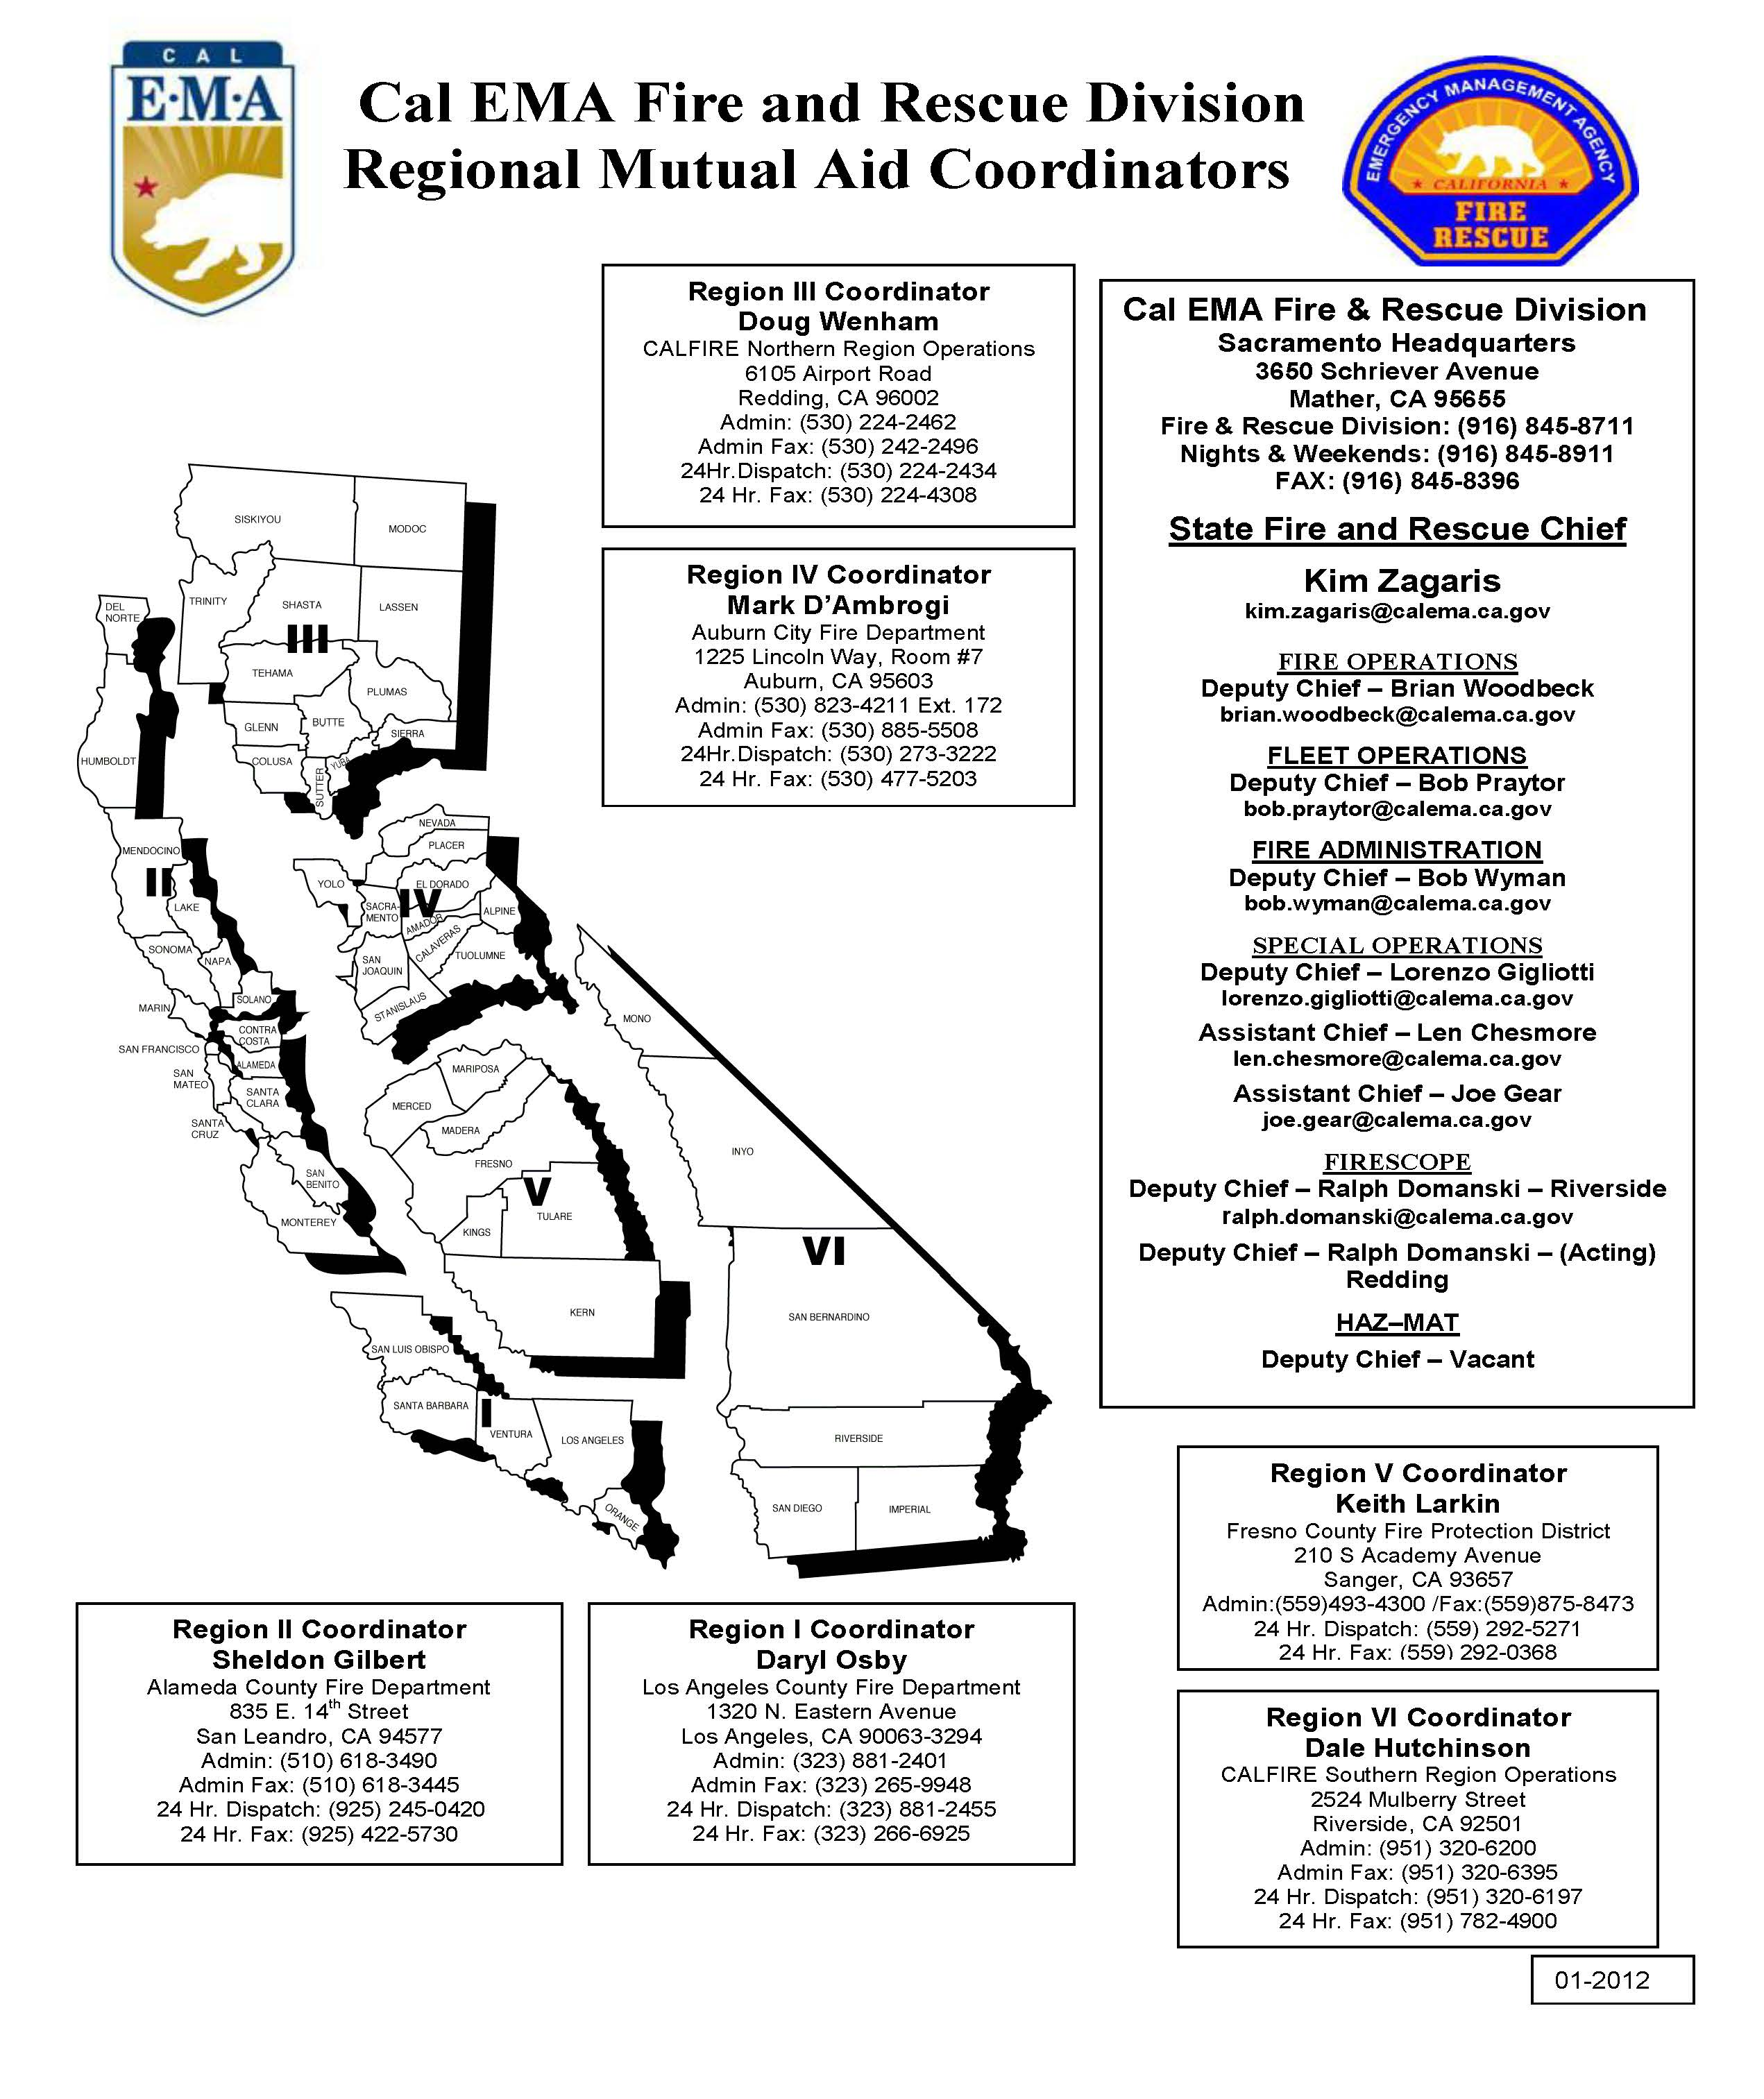 CAL
E·M·A
Cal EMA Fire and Rescue Division
Regional Mutual Aid Coordinators
EMERGENCY MANAGEMENT AGENCY
CALIFORNIA
FIRE
RESCUE
Region III Coordinator
Doug Wenham
CALFIRE Northern Region Operations
6105 Airport Road
Redding, CA 96002
Admin: (530) 224-2462
Admin Fax: (530) 242-2496
24Hr.Dispatch: (530) 224-2434
24 Hr. Fax: (530) 224-4308
Region IV Coordinator
Mark D’Ambrogi
Auburn City Fire Department
1225 Lincoln Way, Room #7
Auburn, CA 95603
Admin: (530) 823-4211 Ext. 172
Admin Fax: (530) 885-5508
24Hr.Dispatch: (530) 273-3222
24 Hr. Fax: (530) 477-5203
Cal EMA Fire & Rescue Division
Sacramento Headquarters
3650 Schriever Avenue
Mather, CA 95655
Fire & Rescue Division: (916) 845-8711
Nights & Weekends: (916) 845-8911
FAX: (916) 845-8396
State Fire and Rescue Chief
Kim Zagaris
kim.zagaris@calema.ca.gov
FIRE OPERATIONS
Deputy Chief – Brian Woodbeck
brian.woodbeck@calema.ca.gov
FLEET OPERATIONS
Deputy Chief – Bob Praytor
bob.praytor@calema.ca.gov
FIRE ADMINISTRATION
Deputy Chief – Bob Wyman
bob.wyman@calema.ca.gov
SPECIAL OPERATIONS
Deputy Chief – Lorenzo Gigliotti
lorenzo.gigliotti@calema.ca.gov
Assistant Chief – Len Chesmore
len.chesmore@calema.ca.gov
Assistant Chief – Joe Gear
joe.gear@calema.ca.gov
FIRESCOPE
Deputy Chief – Ralph Domanski – Riverside
ralph.domanski@calema.ca.gov
Deputy Chief – Ralph Domanski – (Acting)
Redding
HAZ–MAT
Deputy Chief – Vacant
SISKIYOU
MODOC
DEL
NORTE
TRINITY
SHASTA
LASSEN
III
TEHAMA
PLUMAS
GLENN
BUTTE
SIERRA
HUMBOLDT
COLUSA
YUBA
SUTTER
NEVADA
PLACER
MENDOCINO
II
YOLO
EL DORADO
IV
LAKE
SACRA-
MENTO
ALPINE
AMADOR
CALAVERAS
SONOMA
NAPA
SAN
JOAQUIN
TUOLUMNE
SOLANO
MARIN
STANISLAUS
MONO
CONTRA
COSTA
SAN FRANCISCO
ALAMEDA
SAN
MATEO
MARIPOSA
SANTA
CLARA
MERCED
SANTA
CRUZ
MADERA
INYO
FRESNO
SAN
BENITO
V
TULARE
MONTEREY
KINGS
VI
KERN
SAN BERNARDINO
SAN LUIS OBISPO
SANTA BARBARA
I
VENTURA
LOS ANGELES
RIVERSIDE
ORANGE
SAN DIEGO
IMPERIAL
Region V Coordinator
Keith Larkin
Fresno County Fire Protection District
210 S Academy Avenue
Sanger, CA 93657
Admin:(559)493-4300 /Fax:(559)875-8473
24 Hr. Dispatch: (559) 292-5271
24 Hr. Fax: (559) 292-0368
Region II Coordinator
Sheldon Gilbert
Alameda County Fire Department
835 E. 14th Street
San Leandro, CA 94577
Admin: (510) 618-3490
Admin Fax: (510) 618-3445
24 Hr. Dispatch: (925) 245-0420
24 Hr. Fax: (925) 422-5730
Region I Coordinator
Daryl Osby
Los Angeles County Fire Department
1320 N. Eastern Avenue
Los Angeles, CA 90063-3294
Admin: (323) 881-2401
Admin Fax: (323) 265-9948
24 Hr. Dispatch: (323) 881-2455
24 Hr. Fax: (323) 266-6925
Region VI Coordinator
Dale Hutchinson
CALFIRE Southern Region Operations
2524 Mulberry Street
Riverside, CA 92501
Admin: (951) 320-6200
Admin Fax: (951) 320-6395
24 Hr. Dispatch: (951) 320-6197
24 Hr. Fax: (951) 782-4900
01-2012